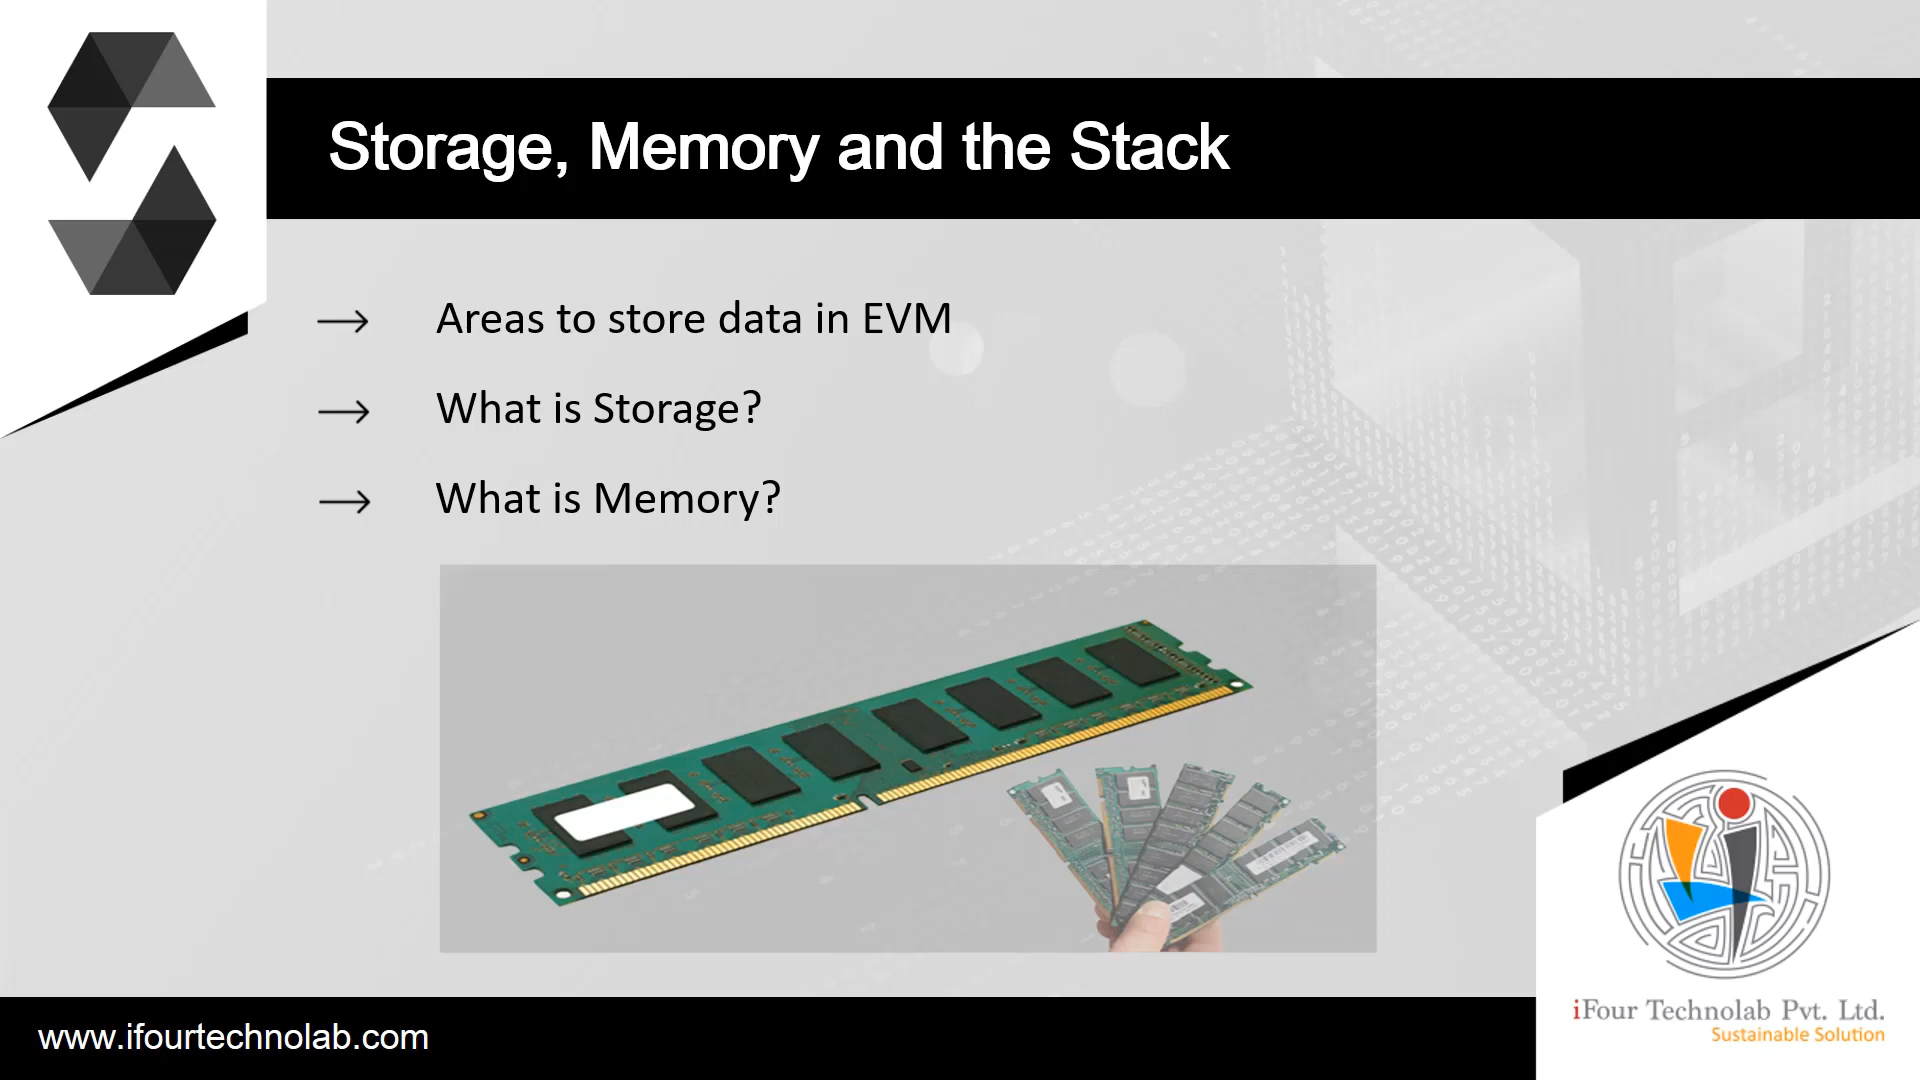 Storage, Memory and the Stack
Areas to store data in EVM
What is Storage?
What is Memory?
www.ifourtechnolab.com
iFour Technolab Pvt. Ltd.
Sustainable Solution